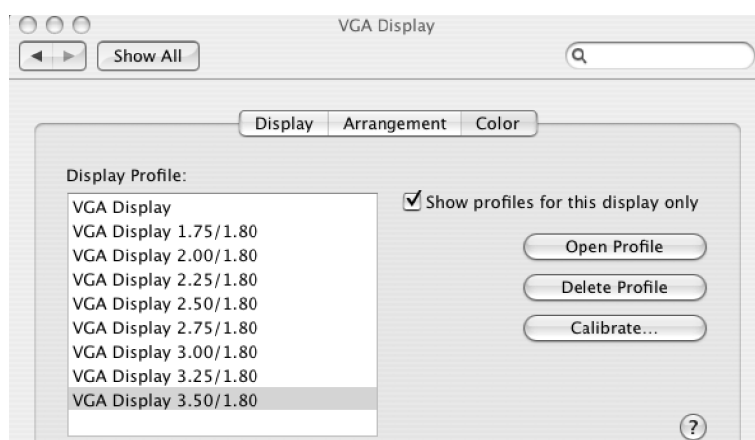 VGA Display
Show All
Display Arrangement Color
Display Profile:
VGA Display
VGA Display 1.75/1.80
VGA Display 2.00/1.80
VGA Display 2.25/1.80
VGA Display 2.50/1.80
VGA Display 2.75/1.80
VGA Display 3.00/1.80
VGA Display 3.25/1.80
VGA Display 3.50/1.80
Show profiles for this display only
Open Profile
Delete Profile
Calibrate...
?